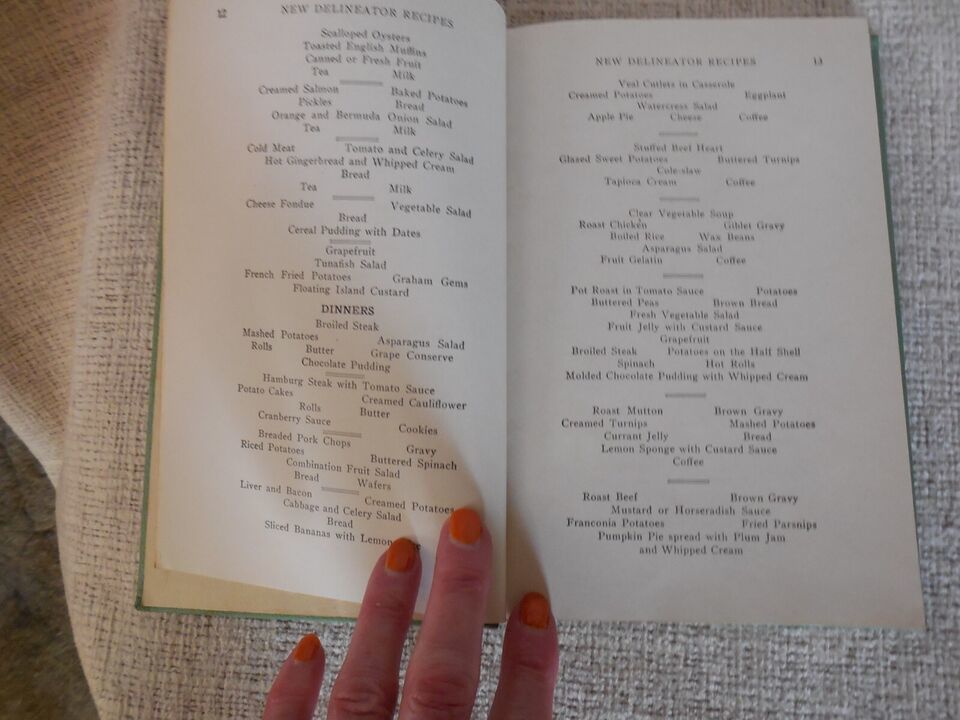 12 NEW DELINEATOR RECIPES
Scalloped Oysters
Toasted English Muffins
Canned or Fresh Fruit
Tea Milk
Creamed Salmon Baked Potatoes
Pickles Bread
Orange and Bermuda Onion Salad
Tea Milk
Cold Meat Tomato and Celery Salad
Hot Gingerbread and Whipped Cream
Bread
Tea Milk
Cheese Fondue Vegetable Salad
Bread
Cereal Pudding with Dates
Grapefruit
Tunafish Salad
French Fried Potatoes Graham Gems
Floating Island Custard
DINNERS
Broiled Steak
Mashed Potatoes Asparagus Salad
Rolls Butter Grape Conserve
Chocolate Pudding
Hamburg Steak with Tomato Sauce
Potato Cakes Creamed Cauliflower
Rolls Butter
Cranberry Sauce Cookies
Breaded Pork Chops Gravy
Riced Potatoes Buttered Spinach
Combination Fruit Salad
Bread Wafers
Liver and Bacon Creamed Potatoes
Cabbage and Celery Salad
Bread
Sliced Bananas with Lemon
NEW DELINEATOR RECIPES 13
Veal Cutlets in Casserole
Creamed Potatoes Eggplant
Watercress Salad
Apple Pie Cheese Coffee
Stuffed Beef Heart
Glased Sweet Potatoes Buttered Turnips
Cole-slaw
Tapioca Cream Coffee
Clear Vegetable Soup
Roast Chicken Giblet Gravy
Boiled Rice Wax Beans
Asparagus Salad
Fruit Gelatin Coffee
Pot Roast in Tomato Sauce Potatoes
Buttered Peas Brown Bread
Fresh Vegetable Salad
Fruit Jelly with Custard Sauce
Grapefruit
Broiled Steak Potatoes on the Half Shell
Spinach Hot Rolls
Molded Chocolate Pudding with Whipped Cream
Roast Mutton Brown Gravy
Creamed Turnips Mashed Potatoes
Currant Jelly Bread
Lemon Sponge with Custard Sauce
Coffee
Roast Beef Brown Gravy
Mustard or Horseradish Sauce
Franconia Potatoes Fried Parsnips
Pumpkin Pie spread with Plum Jam
and Whipped Cream